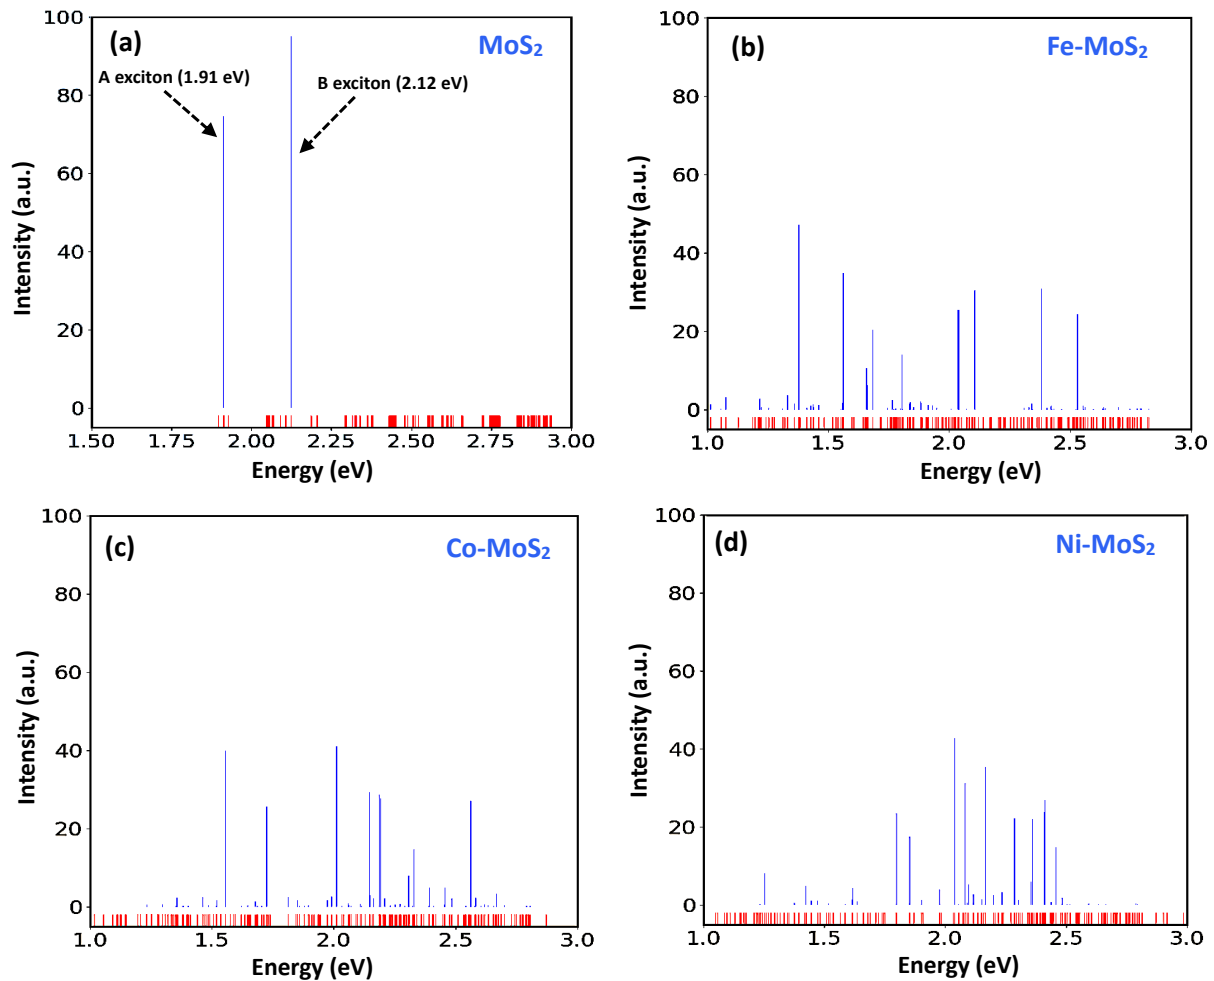 (a)
MoS₂
A exciton (1.91 eV)
B exciton (2.12 eV)
100
80
60
40
20
0
Intensity (a.u.)
1.50
1.75
2.00
2.25
2.50
2.75
3.00
Energy (eV)
(b)
Fe-MoS₂
100
80
60
40
20
0
Intensity (a.u.)
1.0
1.5
2.0
2.5
3.0
Energy (eV)
(c)
Co-MoS₂
100
80
60
40
20
0
Intensity (a.u.)
1.0
1.5
2.0
2.5
3.0
Energy (eV)
(d)
Ni-MoS₂
100
80
60
40
20
0
Intensity (a.u.)
1.0
1.5
2.0
2.5
3.0
Energy (eV)